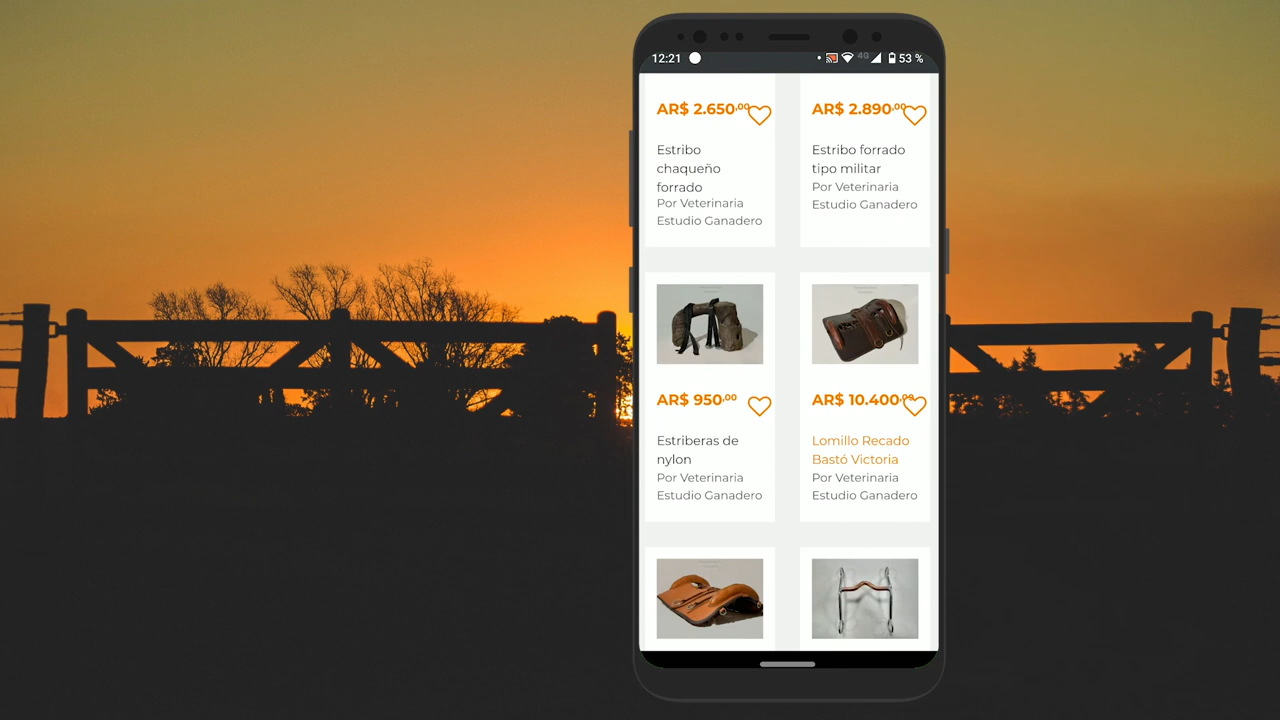 12:21 4G 53 %
AR$ 2.650,00
Estribo
chaqueño
forrado
Por Veterinaria
Estudio Ganadero
AR$ 2.890,00
Estribo forrado
tipo militar
Por Veterinaria
Estudio Ganadero
AR$ 950,00
Estriberas de
nylon
Por Veterinaria
Estudio Ganadero
AR$ 10.400,00
Lomillo Recado
Bastó Victoria
Por Veterinaria
Estudio Ganadero